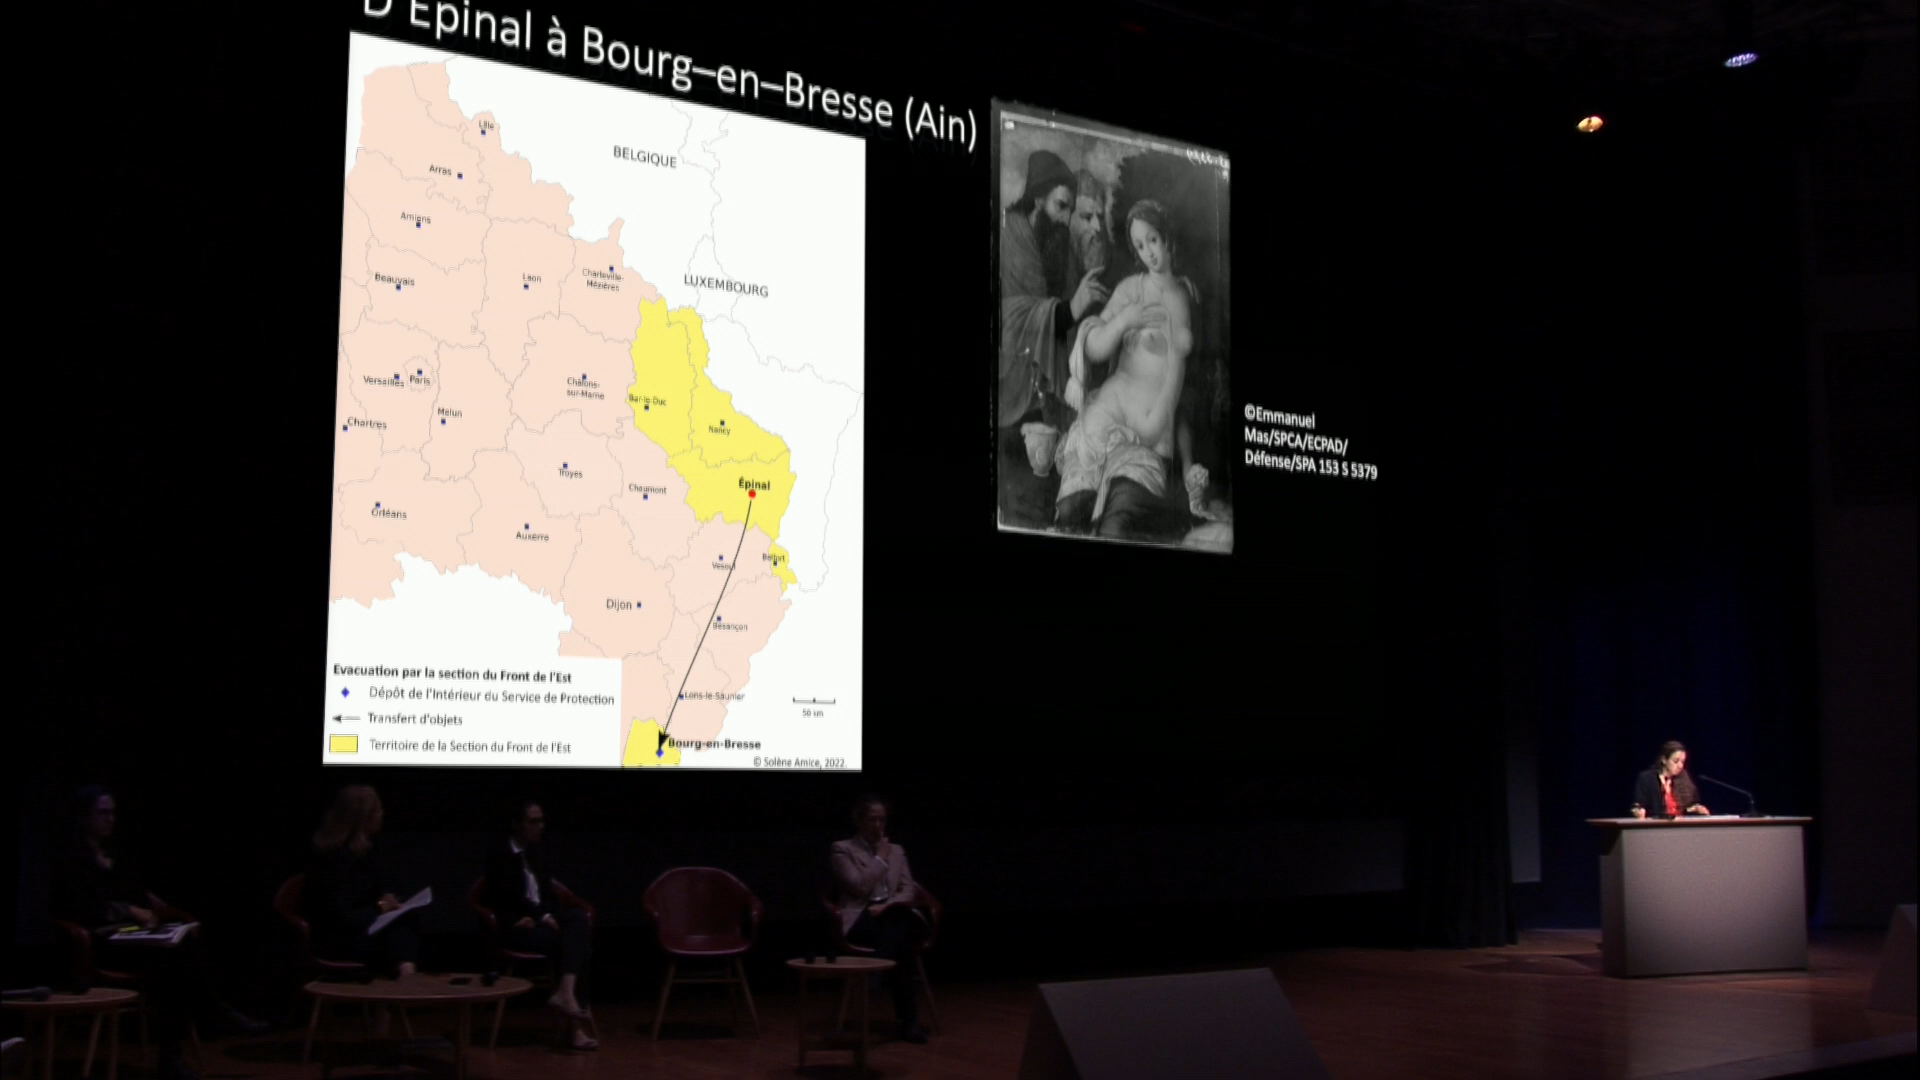 D'Épinal à Bourg–en–Bresse (Ain)
Lille
BELGIQUE
Arras
Amiens
Beauvais
Laon
Charleville-
Mézières
LUXEMBOURG
Versailles
Paris
Châlons-
sur-Marne
Bar-le-Duc
Melun
Nancy
Chartres
Troyes
Chaumont
Épinal
Orléans
Auxerre
Vesoul
Belfort
Dijon
Besançon
Lons-le-Saunier
50 km
Bourg-en-Bresse
Evacuation par la section du Front de l'Est
Dépôt de l'Intérieur du Service de Protection
Transfert d'objets
Territoire de la Section du Front de l'Est
© Solène Amice, 2022.
©Emmanuel
Mas/SPCA/ECPAD/
Défense/SPA 153 S 5379